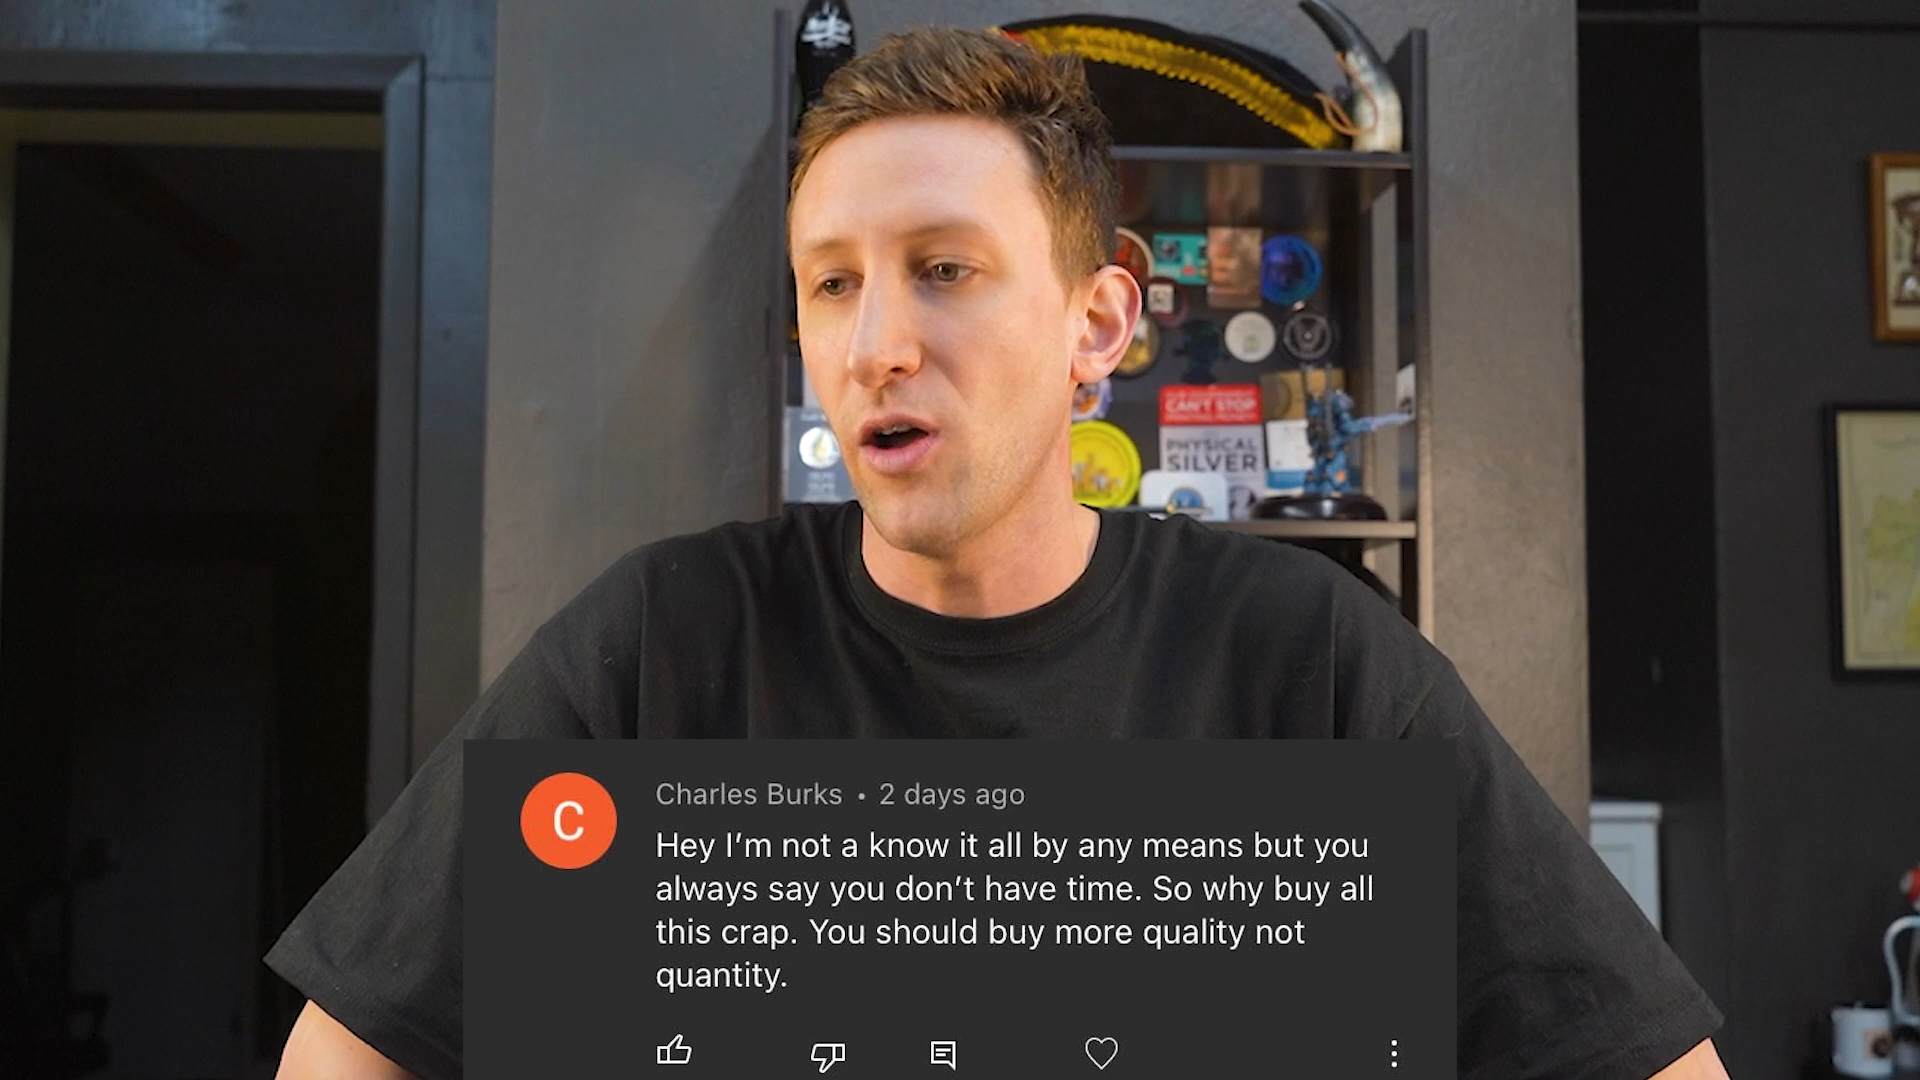 CAN'T STOP
PHYSICAL
SILVER
C
Charles Burks • 2 days ago
Hey I'm not a know it all by any means but you
always say you don't have time. So why buy all
this crap. You should buy more quality not
quantity.